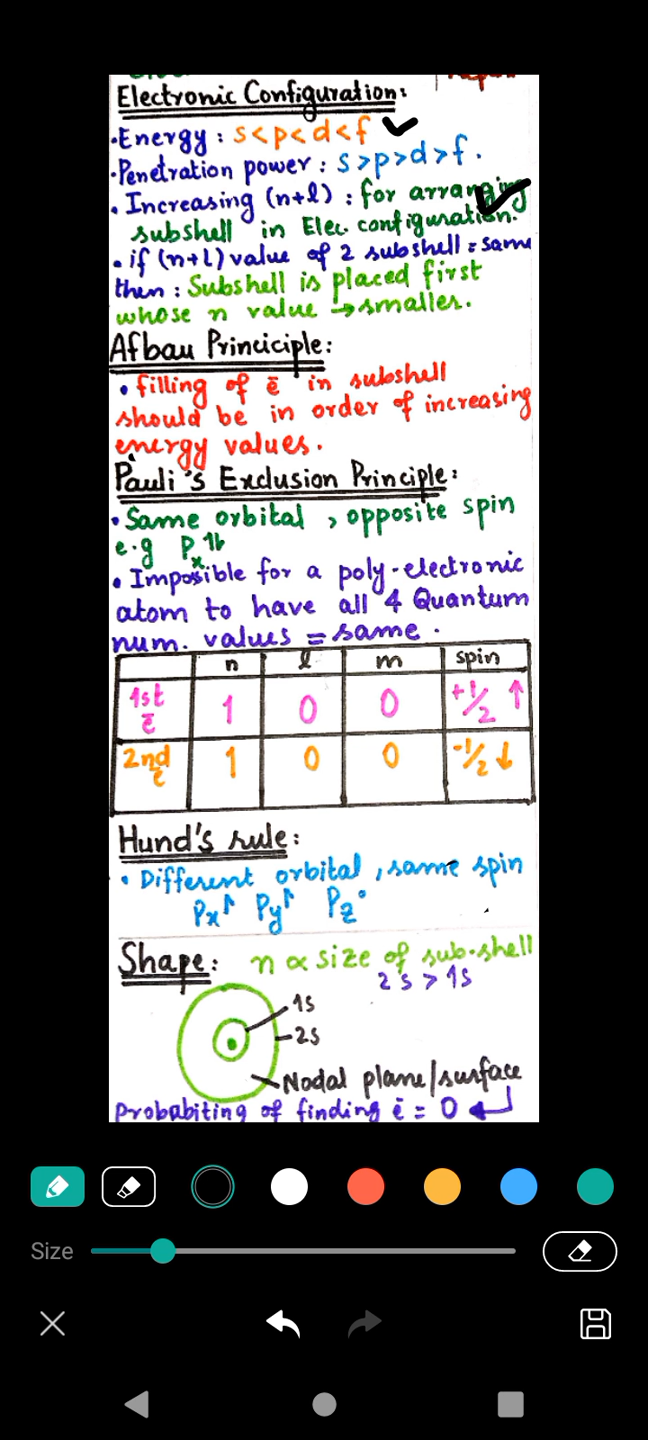 Electronic Configuration:
• Energy : s<p<d<f
• Penetration power : s>p>d>f.
• Increasing (n+l) : for arranging
subshell in Elec. configuration.
• if (n+l) value of 2 subshell = same
then : Subshell is placed first
whose n value → smaller.
Afbau Princiciple:
• filling of ē in subshell
should be in order of increasing
energy values.
Pauli's Exclusion Principle:
• Same orbital , opposite spin
e.g Px ↿⇂
• Impossible for a poly-electronic
atom to have all 4 Quantum
num. values = same.
n l m spin
1st ē 1 0 0 +1/2 ↑
2nd ē 1 0 0 -1/2 ↓
Hund's rule:
• Different orbital , same spin
Px↿ Py↿ Pz°
Shape: n ∝ size of sub-shell
2s > 1s
1s
2s
Nodal plane/surface
Probabiting of finding ē = 0
Size